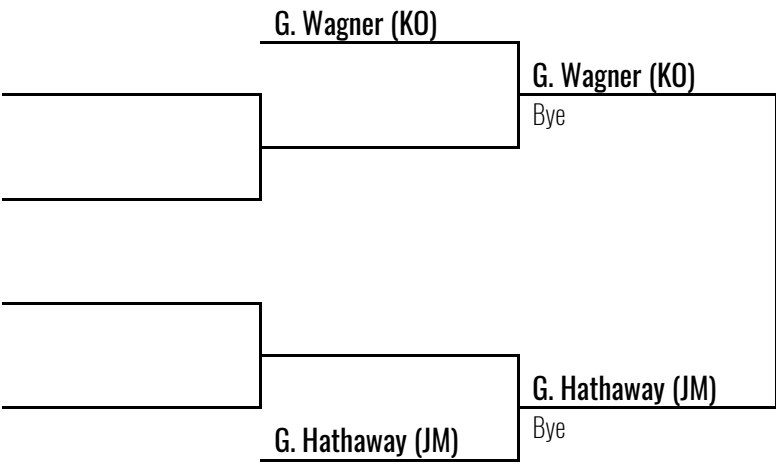 G. Wagner (KO)
G. Wagner (KO)
Bye
G. Hathaway (JM)
Bye
G. Hathaway (JM)